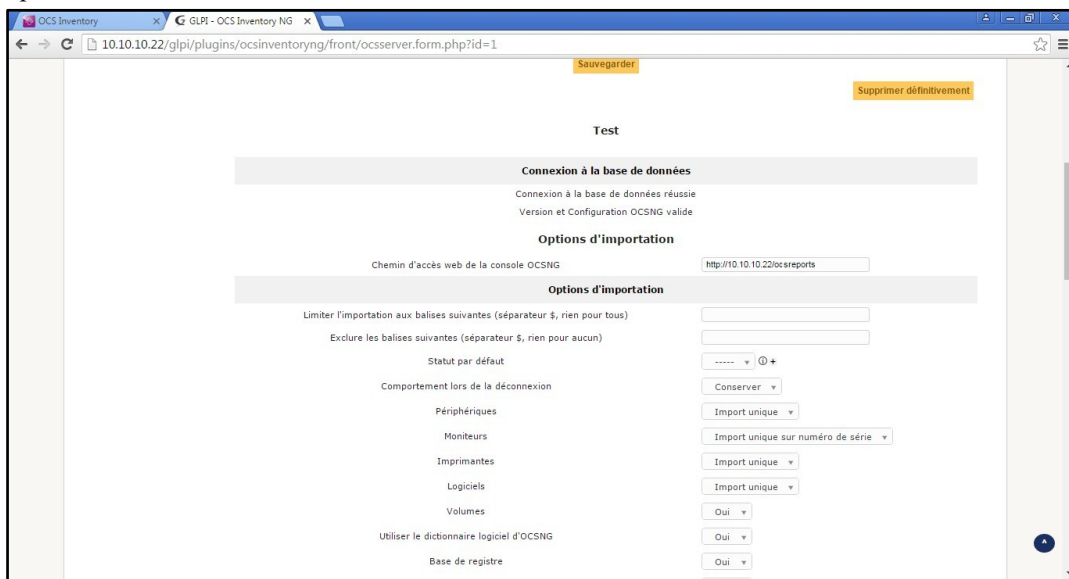 OCS Inventory GLPI - OCS Inventory NG
10.10.10.22/glpi/plugins/ocsinventoryng/front/ocsserver.form.php?id=1
Sauvegarder
Supprimer définitivement
Test
Connexion à la base de données
Connexion à la base de données réussie
Version et Configuration OCSNG valide
Options d'importation
Chemin d'accès web de la console OCSNG http://10.10.10.22/ocsreports
Options d'importation
Limiter l'importation aux balises suivantes (séparateur $, rien pour tous)
Exclure les balises suivantes (séparateur $, rien pour aucun)
Statut par défaut -----
Comportement lors de la déconnexion Conserver
Périphériques Import unique
Moniteurs Import unique sur numéro de série
Imprimantes Import unique
Logiciels Import unique
Volumes Oui
Utiliser le dictionnaire logiciel d'OCSNG Oui
Base de registre Oui